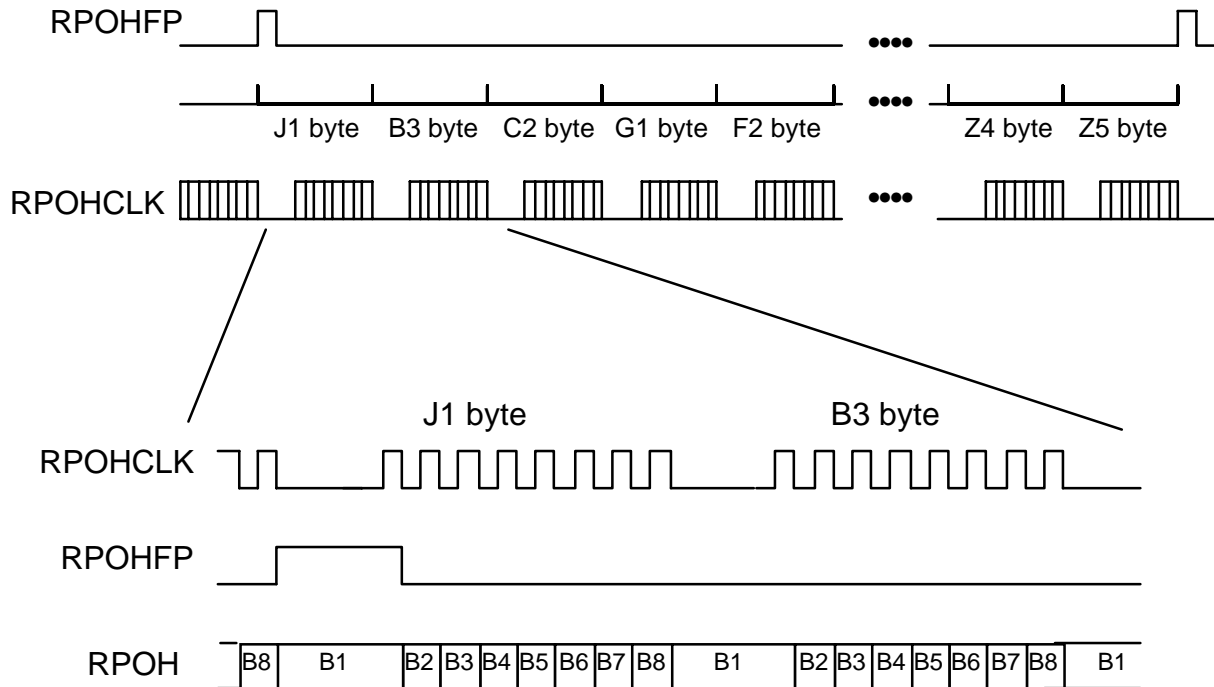 RPOHFP
J1 byte B3 byte C2 byte G1 byte F2 byte Z4 byte Z5 byte
RPOHCLK
J1 byte B3 byte
RPOHCLK
RPOHFP
RPOH B8 B1 B2 B3 B4 B5 B6 B7 B8 B1 B2 B3 B4 B5 B6 B7 B8 B1